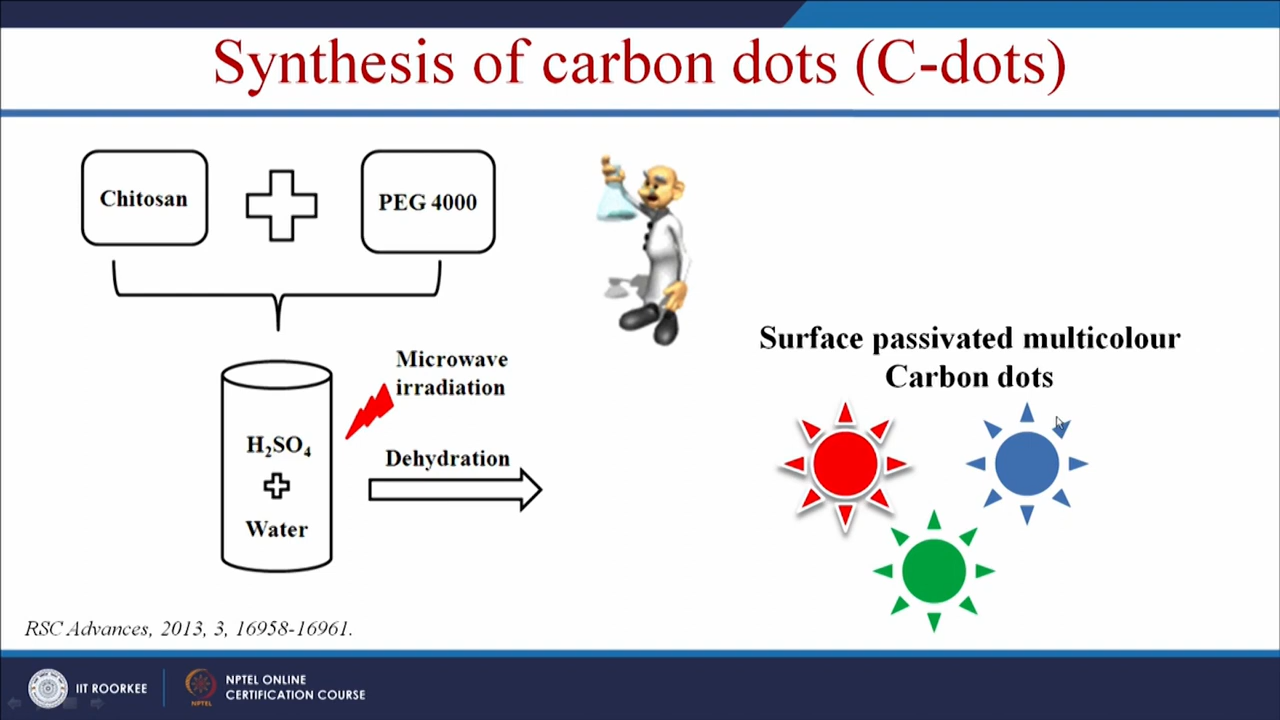 Synthesis of carbon dots (C-dots)
Chitosan
PEG 4000
Microwave
irradiation
H₂SO₄
Water
Dehydration
Surface passivated multicolour
Carbon dots
RSC Advances, 2013, 3, 16958-16961.
IIT ROORKEE
NPTEL
NPTEL ONLINE
CERTIFICATION COURSE